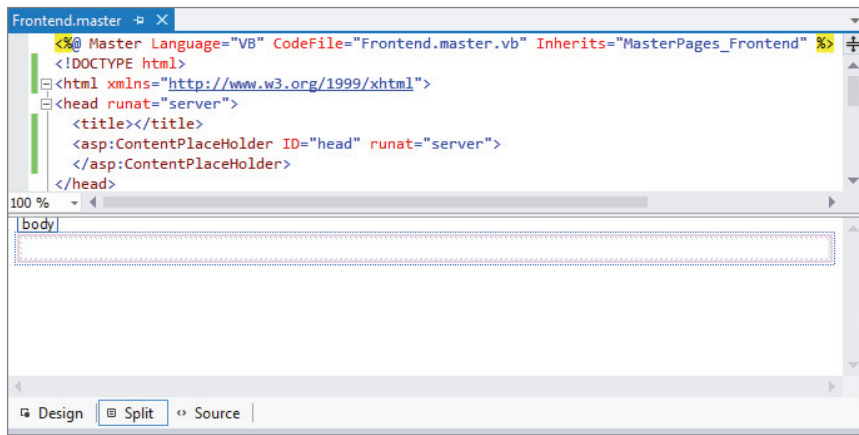 Frontend.master
<%@ Master Language="VB" CodeFile="Frontend.master.vb" Inherits="MasterPages_Frontend" %>
<!DOCTYPE html>
<html xmlns="http://www.w3.org/1999/xhtml">
<head runat="server">
<title></title>
<asp:ContentPlaceHolder ID="head" runat="server">
</asp:ContentPlaceHolder>
</head>
100 %
body
Design Split Source